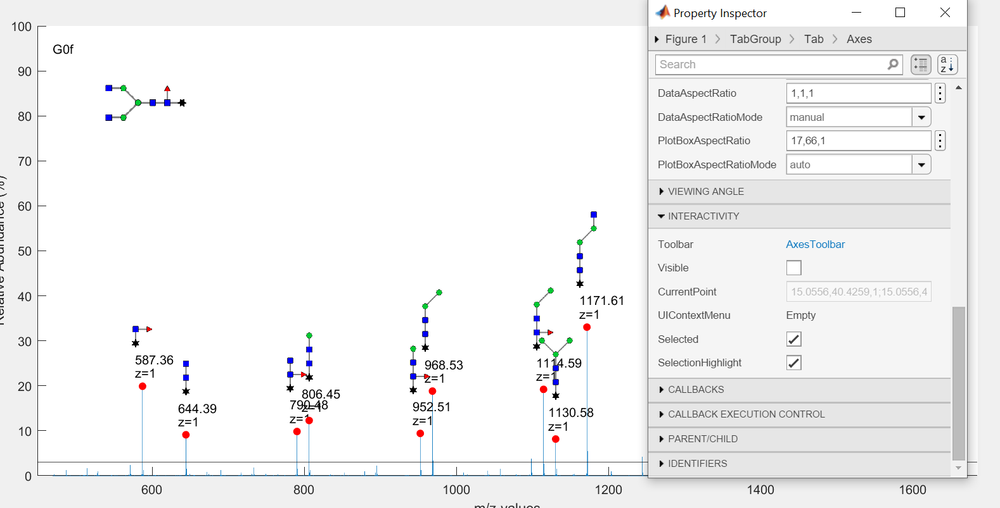 100
90
80
70
60
50
40
30
20
10
0
Relative Abundance (%)
G0f
587.36
z=1
644.39
z=1
790.48
z=1
806.45
z=1
952.51
z=1
968.53
z=1
1114.59
z=1
1130.58
z=1
1171.61
z=1
600
800
1000
1200
1400
1600
m/z values
Property Inspector
Figure 1 > TabGroup > Tab > Axes
Search
a
z
DataAspectRatio 1,1,1
DataAspectRatioMode manual
PlotBoxAspectRatio 17,66,1
PlotBoxAspectRatioMode auto
VIEWING ANGLE
INTERACTIVITY
Toolbar AxesToolbar
Visible
CurrentPoint 15.0556,40.4259,1;15.0556,4
UIContextMenu Empty
Selected
SelectionHighlight
CALLBACKS
CALLBACK EXECUTION CONTROL
PARENT/CHILD
IDENTIFIERS